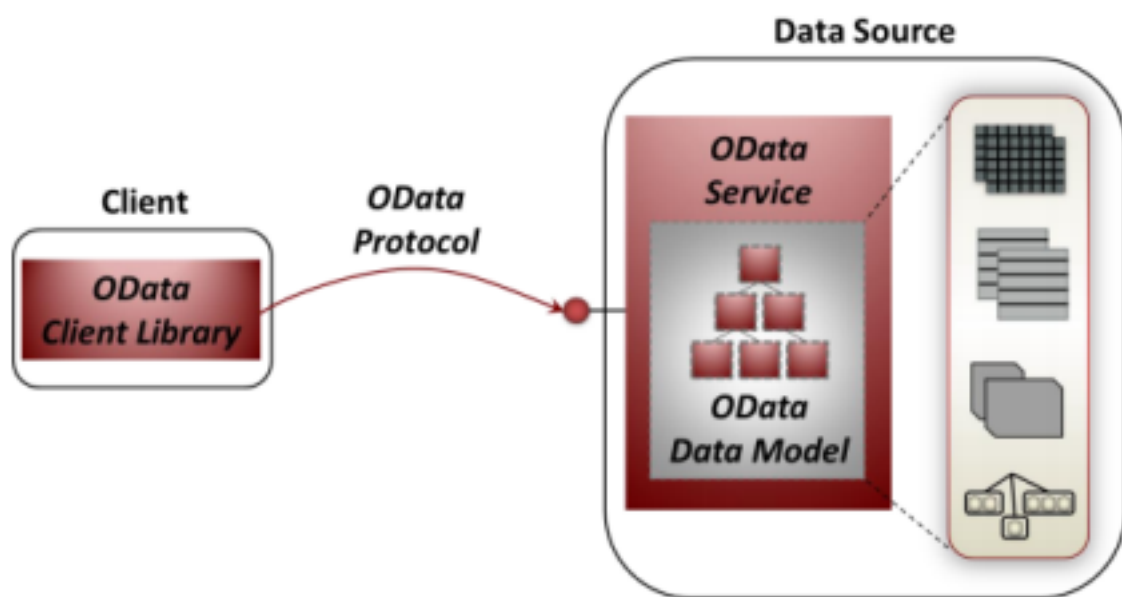 Data Source
OData
Service
Client
OData
Protocol
OData
Client Library
OData
Data Model